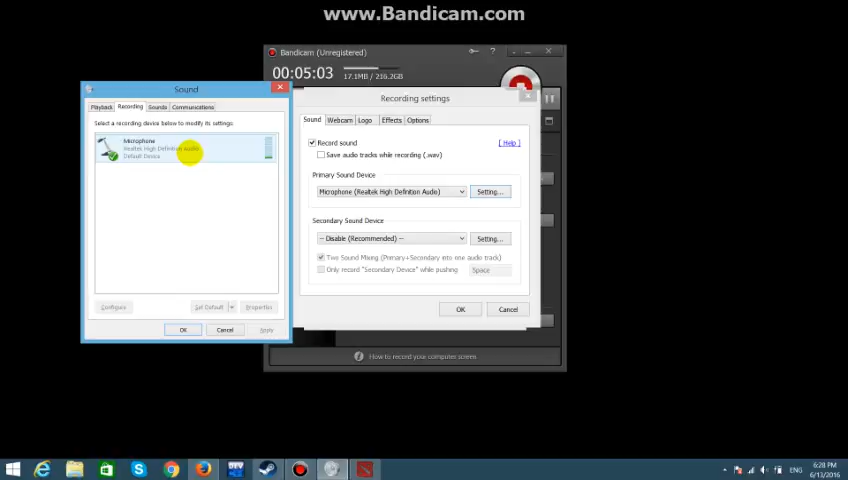 www.Bandicam.com
Bandicam (Unregistered)
00:05:03
17.1MB / 236.2GB
Sound
Playback Recording Sounds Communications
Select a recording device below to modify its settings:
Microphone
Realtek High Definition Audio
Default Device
Configure Set Default Properties
OK Cancel Apply
Recording settings
Sound Webcam Logo Effects Options
Record sound [ Help ]
Save audio tracks while recording (.wav)
Primary Sound Device
Microphone (Realtek High Definition Audio) Setting...
Secondary Sound Device
-- Disable (Recommended) -- Setting...
Two Sound Mixing (Primary+Secondary into one audio track)
Only record "Secondary Device" while pushing Space
OK Cancel
How to record your computer screen
DEV
ENG
6:28 PM
6/13/2016